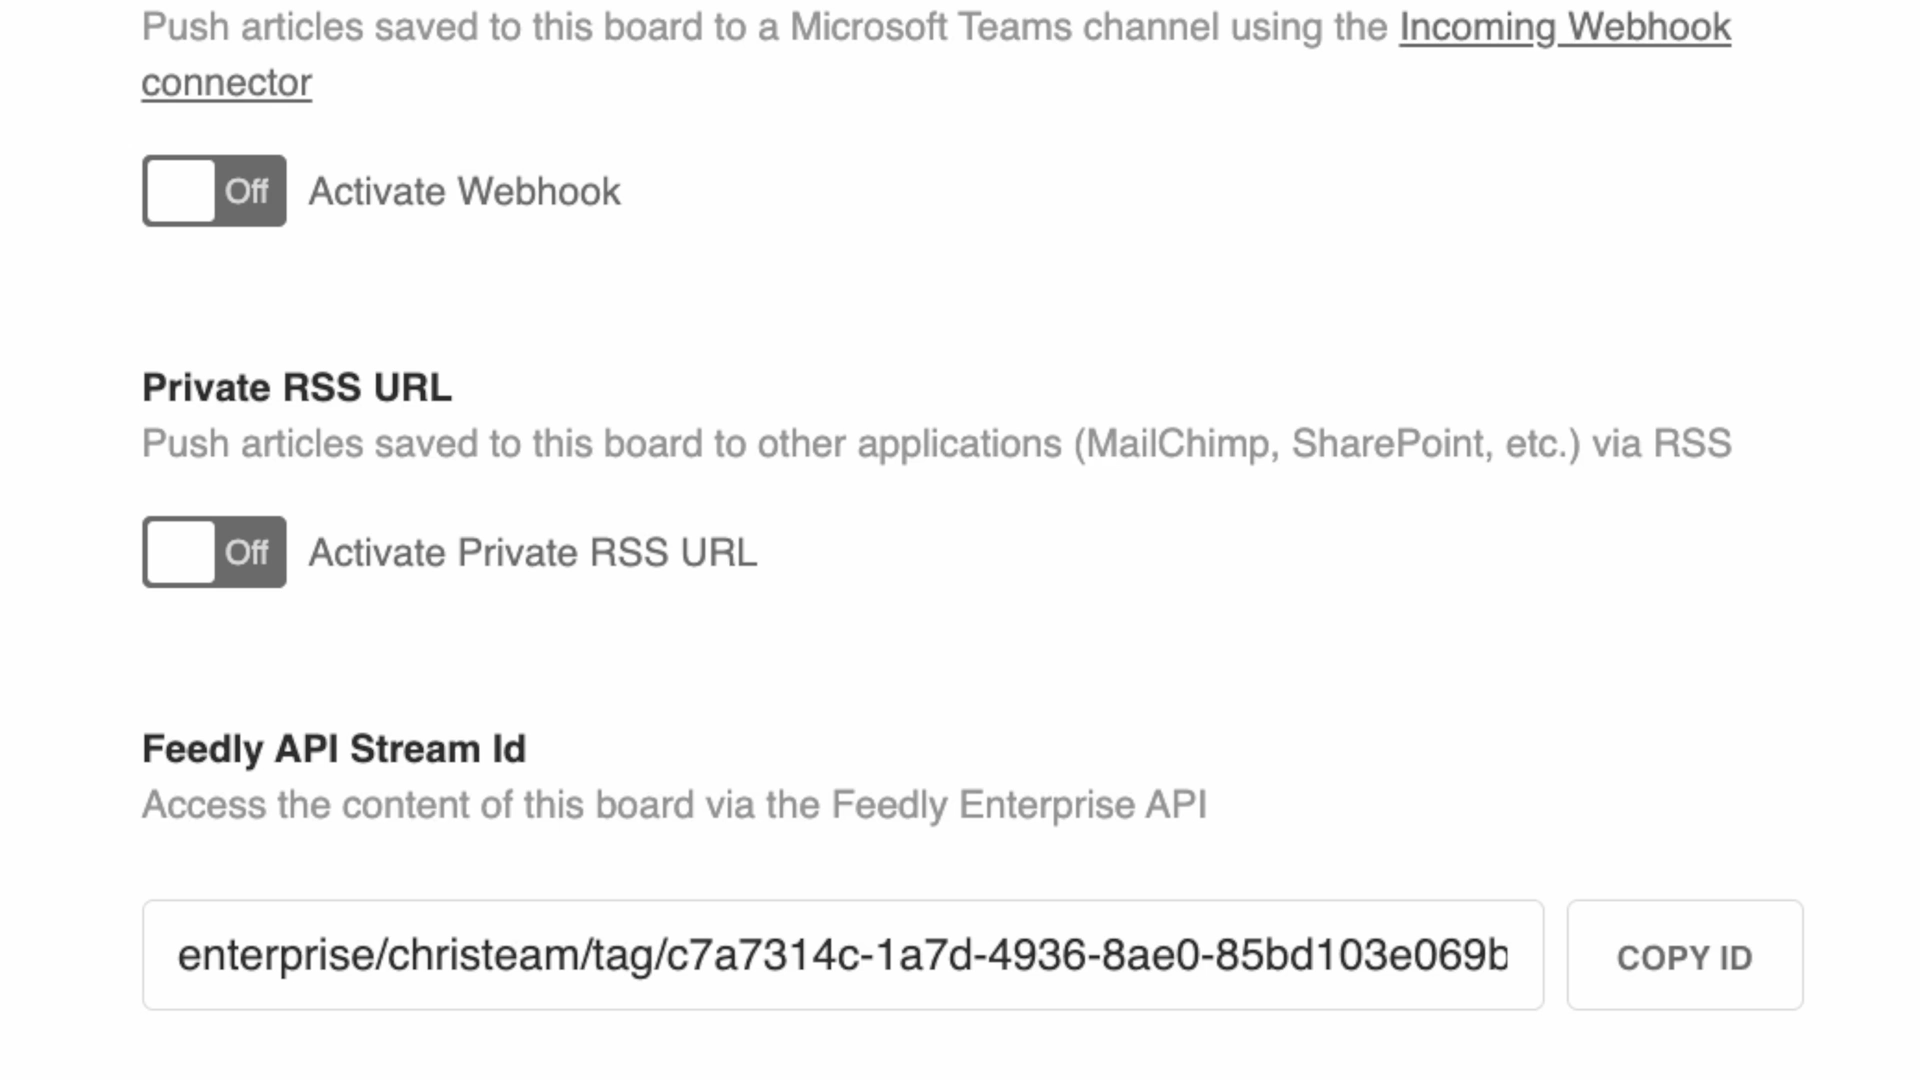 Push articles saved to this board to a Microsoft Teams channel using the Incoming Webhook
connector
Off Activate Webhook
Private RSS URL
Push articles saved to this board to other applications (MailChimp, SharePoint, etc.) via RSS
Off Activate Private RSS URL
Feedly API Stream Id
Access the content of this board via the Feedly Enterprise API
enterprise/christeam/tag/c7a7314c-1a7d-4936-8ae0-85bd103e069b
COPY ID